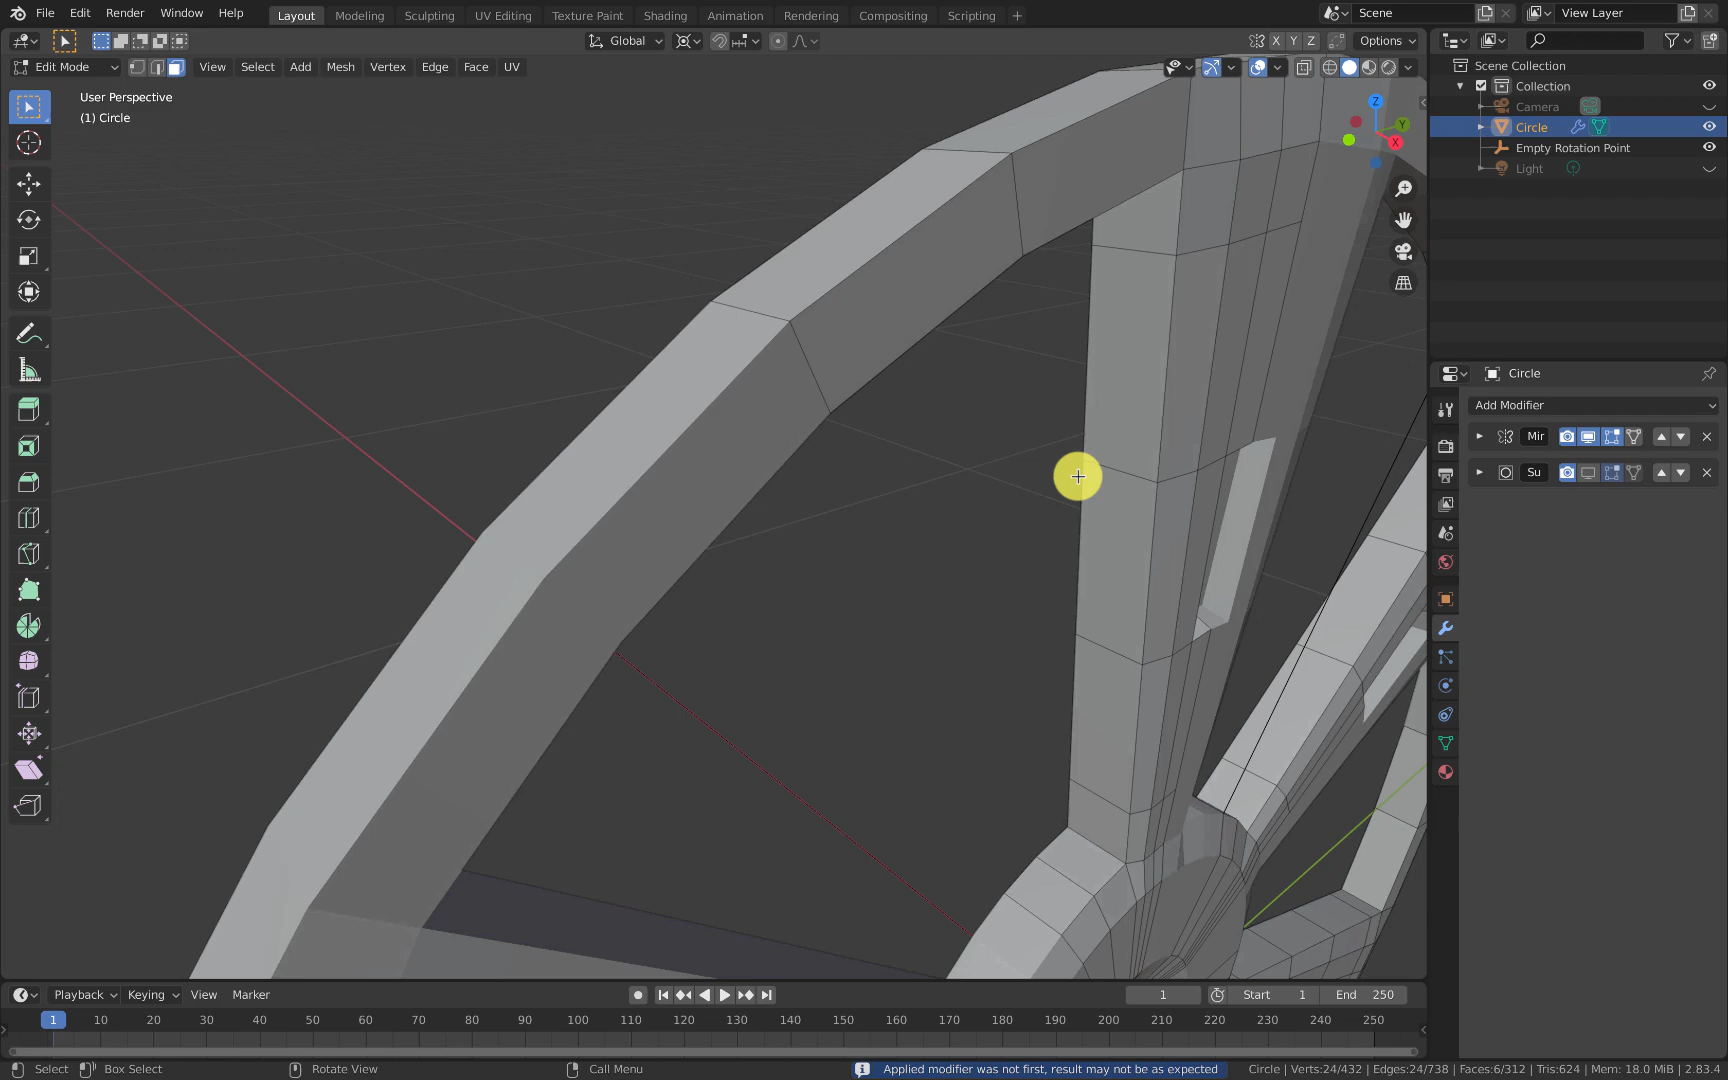 File Edit Render Window Help Layout Modeling Sculpting UV Editing Texture Paint Shading Animation Rendering Compositing Scripting + Scene View Layer
Global X Y Z Options
Edit Mode View Select Add Mesh Vertex Edge Face UV
User Perspective
(1) Circle
Z
Y
X
Scene Collection
Collection
Camera
Circle
Empty Rotation Point
Light
Circle
Add Modifier
Mir
Su
Playback Keying View Marker 1 Start 1 End 250
1 10 20 30 40 50 60 70 80 90 100 110 120 130 140 150 160 170 180 190 200 210 220 230 240 250
Select Box Select Rotate View Call Menu Applied modifier was not first, result may not be as expected Circle | Verts:24/432 | Edges:24/738 | Faces:6/312 | Tris:624 | Mem: 18.0 MiB | 2.83.4